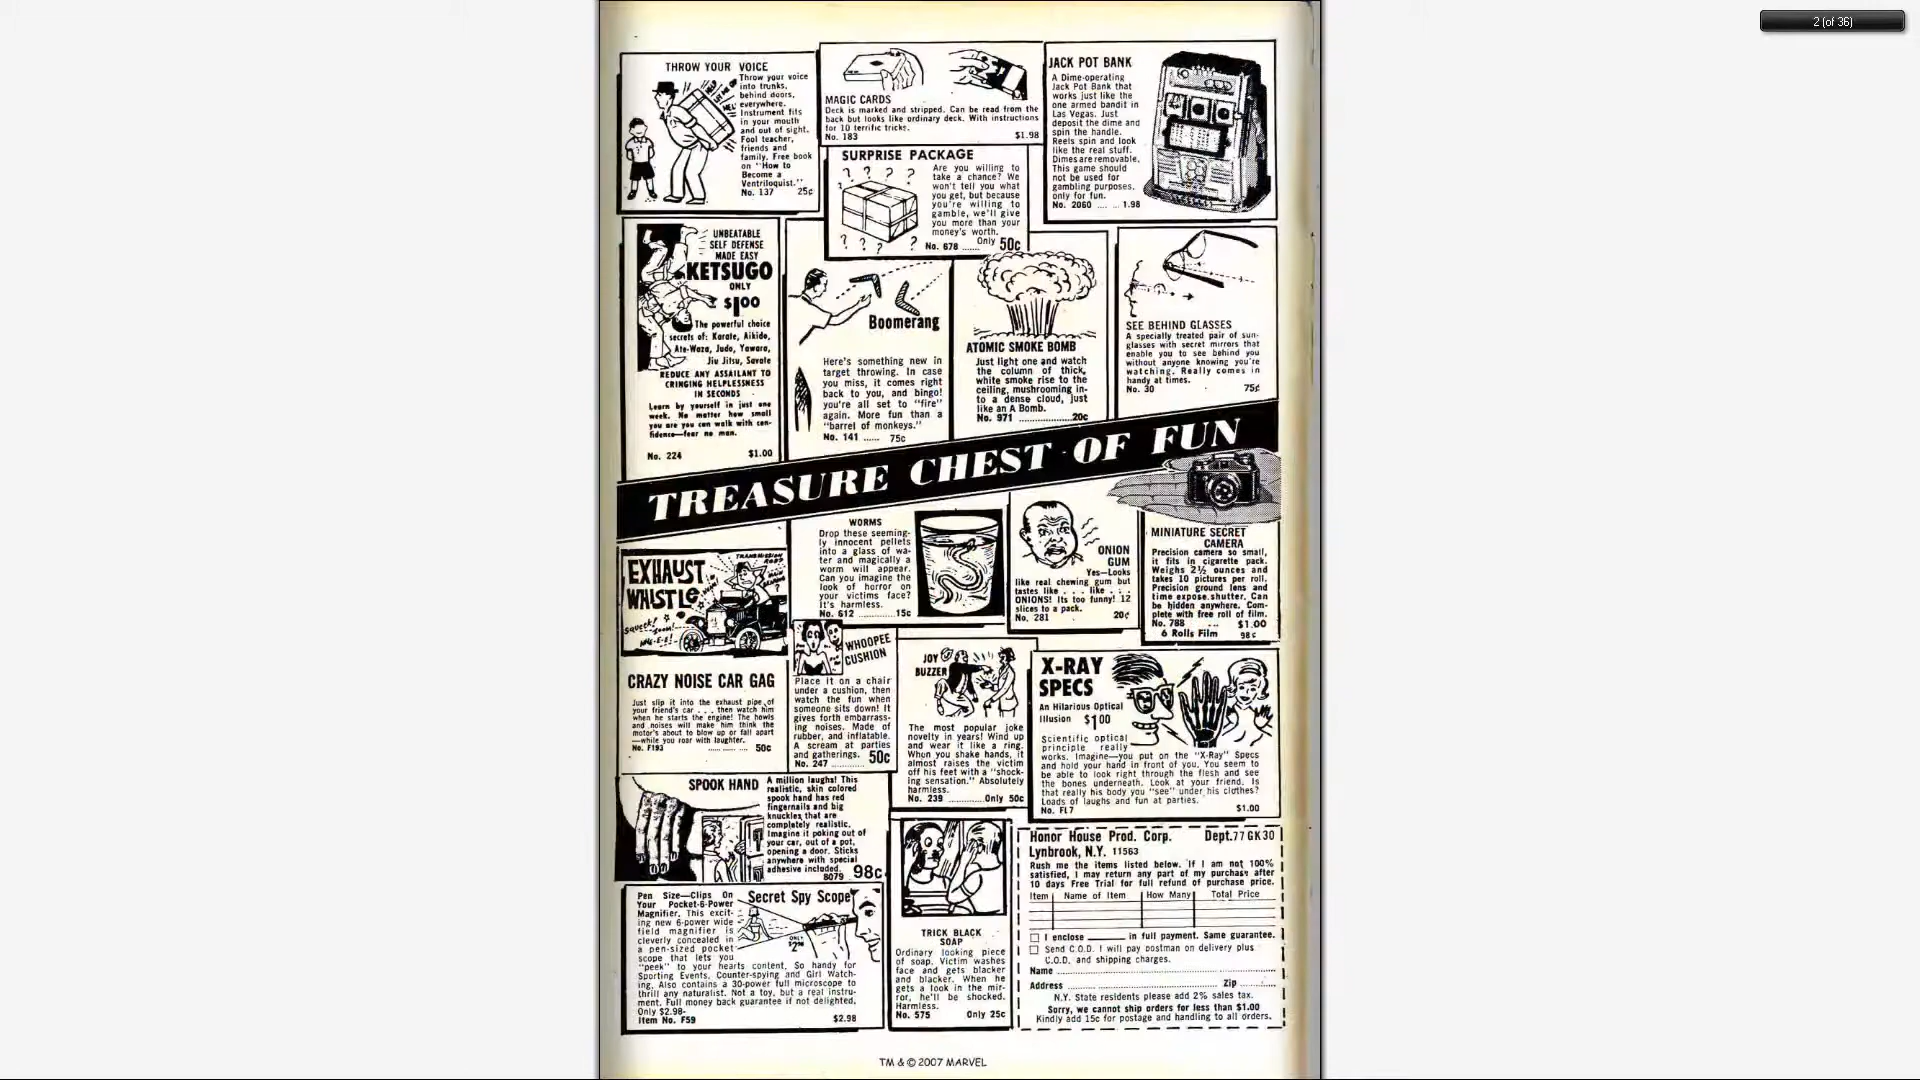 2 (of 36)
THROW YOUR VOICE
Throw your voice
into trunks,
behind doors,
everywhere.
Instrument fits
in your mouth
and out of sight.
Fool teacher,
friends and
family. Free book
on "How to
Become a
Ventriloquist."
No. 137 25¢
MAGIC CARDS
Deck is marked and stripped. Can be read from the
back but looks like ordinary deck. With instructions
for 10 terrific tricks.
No. 183 $1.98
JACK POT BANK
A Dime-operating
Jack Pot Bank that
works just like the
one armed bandit in
Las Vegas. Just
deposit the dime and
spin the handle.
Reels spin and look
like the real stuff.
Dimes are removable.
This game should
not be used for
gambling purposes,
only for fun.
No. 2060 .... ... 1.98
SURPRISE PACKAGE
Are you willing to
take a chance? We
won't tell you what
you get, but because
you're willing to
gamble, we'll give
you more than your
money's worth.
No. 678 ....... Only 50c
UNBEATABLE
SELF DEFENSE
MADE EASY
KETSUGO
ONLY
$100
The powerful choice
secrets of: Karate, Aikido,
Ate-Waza, Judo, Yawara,
Jiu Jitsu, Savate
REDUCE ANY ASSAILANT TO
CRINGING HELPLESSNESS
IN SECONDS
Learn by yourself in just one
week. No matter how small
you are you can walk with con-
fidence—fear no man.
No. 224 $1.00
Boomerang
Here's something new in
target throwing. In case
you miss, it comes right
back to you, and bingo!
you're all set to "fire"
again. More fun than a
"barrel of monkeys."
No. 141 ...... 75c
ATOMIC SMOKE BOMB
Just light one and watch
the column of thick,
white smoke rise to the
ceiling, mushrooming in-
to a dense cloud, just
like an A Bomb.
No. 971 ......................20c
SEE BEHIND GLASSES
A specially treated pair of sun-
glasses with secret mirrors that
enable you to see behind you
without anyone knowing you're
watching. Really comes in
handy at times.
No. 30 75¢
TREASURE CHEST OF FUN
EXHAUST
WHISTLE
CRAZY NOISE CAR GAG
Just slip it into the exhaust pipe of
your friend's car . . . then watch him
when he starts the engine! The howls
and noises will make him think the
motor's about to blow up or fall apart
—while you roar with laughter.
No. F193 .............. 50c
WORMS
Drop these seeming-
ly innocent pellets
into a glass of wa-
ter and magically a
worm will appear.
Can you imagine the
look of horror on
your victims face?
It's harmless.
No. 612 ..............15c
ONION
GUM
Yes—Looks
like real chewing gum but
tastes like . . . like . . .
ONIONS! Its too funny! 12
slices to a pack.
No. 281 20¢
MINIATURE SECRET
CAMERA
Precision camera so small,
it fits in cigarette pack.
Weighs 2½ ounces and
takes 10 pictures per roll.
Precision ground lens and
time expose shutter. Can
be hidden anywhere. Com-
plete with free roll of film.
No. 788 ... $1.00
6 Rolls Film 98¢
WHOOPEE
CUSHION
Place it on a chair
under a cushion, then
watch the fun when
someone sits down! It
gives forth embarrass-
ing noises. Made of
rubber, and inflatable.
A scream at parties
and gatherings.
No. 247 ............ 50c
JOY
BUZZER
The most popular joke
novelty in years! Wind up
and wear it like a ring.
When you shake hands, it
almost raises the victim
off his feet with a "shock-
ing sensation." Absolutely
harmless.
No. 239 ............Only 50c
X-RAY
SPECS
An Hilarious Optical
Illusion $100
Scientific optical
principle really
works. Imagine—you put on the "X-Ray" Specs
and hold your hand in front of you. You seem to
be able to look right through the flesh and see
the bones underneath. Look at your friend. Is
that really his body you "see" under his clothes?
Loads of laughs and fun at parties.
No. FL7 $1.00
SPOOK HAND
A million laughs! This
realistic, skin colored
spook hand has red
fingernails and big
knuckles that are
completely realistic.
Imagine it poking out of
your car, out of a pot,
opening a door. Sticks
anywhere with special
adhesive included.
8079 98c
Secret Spy Scope
Pen Size—Clips On
Your Pocket-6-Power
Magnifier. This excit-
ing new 6-power wide
field magnifier is
cleverly concealed in
a pen-sized pocket
scope that lets you
"peek" to your hearts content. So handy for
Sporting Events, Counter-spying and Girl Watch-
ing. Also contains a 30-power full microscope to
thrill any naturalist. Not a toy, but a real instru-
ment. Full money back guarantee if not delighted.
Only $2.98-
Item No. F59 $2.98
TRICK BLACK
SOAP
Ordinary looking piece
of soap. Victim washes
face and gets blacker
and blacker. When he
gets a look in the mir-
ror, he'll be shocked.
Harmless.
No. 575 Only 25c
Honor House Prod. Corp. Dept.77GK30
Lynbrook, N.Y. 11563
Rush me the items listed below. If I am not 100%
satisfied, I may return any part of my purchase after
10 days Free Trial for full refund of purchase price.
Item Name of Item How Many Total Price
I enclose ______ in full payment. Same guarantee.
Send C.O.D. I will pay postman on delivery plus
C.O.D. and shipping charges.
Name
Address Zip
N.Y. State residents please add 2% sales tax.
Sorry, we cannot ship orders for less than $1.00
Kindly add 15c for postage and handling to all orders.
TM & © 2007 MARVEL